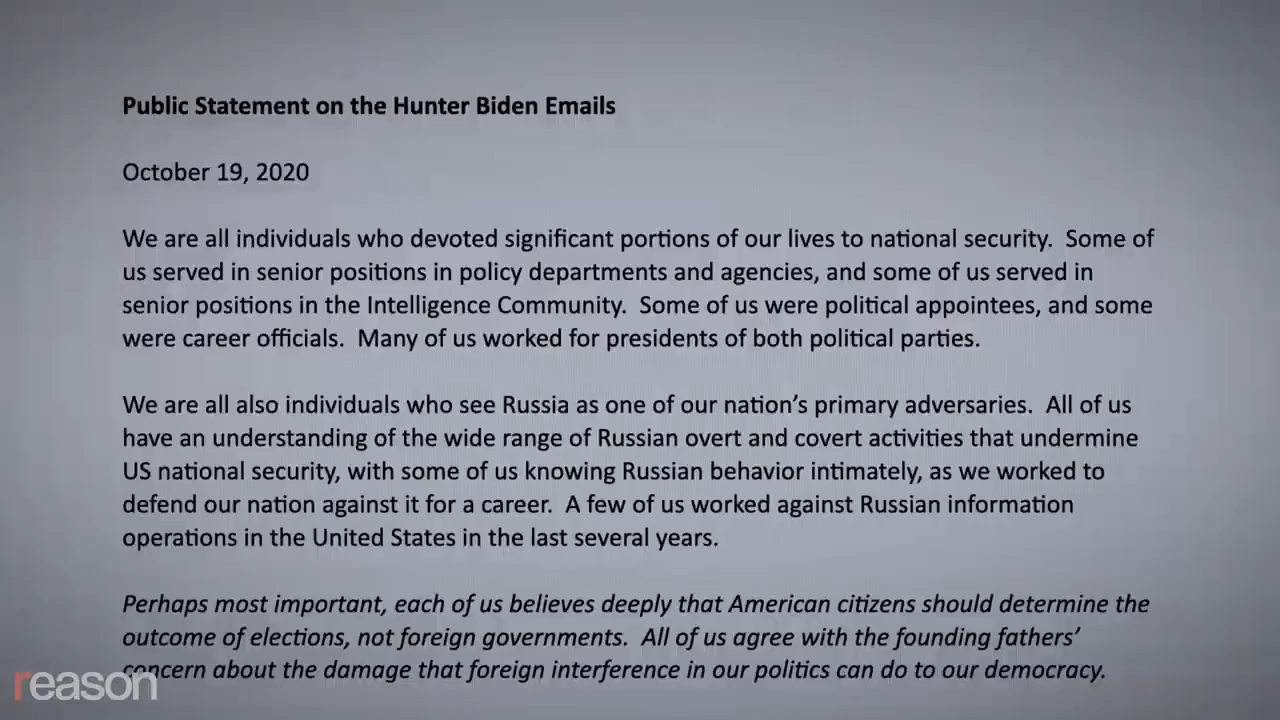 Public Statement on the Hunter Biden Emails
October 19, 2020
We are all individuals who devoted significant portions of our lives to national security.  Some of
us served in senior positions in policy departments and agencies, and some of us served in
senior positions in the Intelligence Community.  Some of us were political appointees, and some
were career officials.  Many of us worked for presidents of both political parties.
We are all also individuals who see Russia as one of our nation’s primary adversaries.  All of us
have an understanding of the wide range of Russian overt and covert activities that undermine
US national security, with some of us knowing Russian behavior intimately, as we worked to
defend our nation against it for a career.  A few of us worked against Russian information
operations in the United States in the last several years.
Perhaps most important, each of us believes deeply that American citizens should determine the
outcome of elections, not foreign governments.  All of us agree with the founding fathers’
concern about the damage that foreign interference in our politics can do to our democracy.
reason